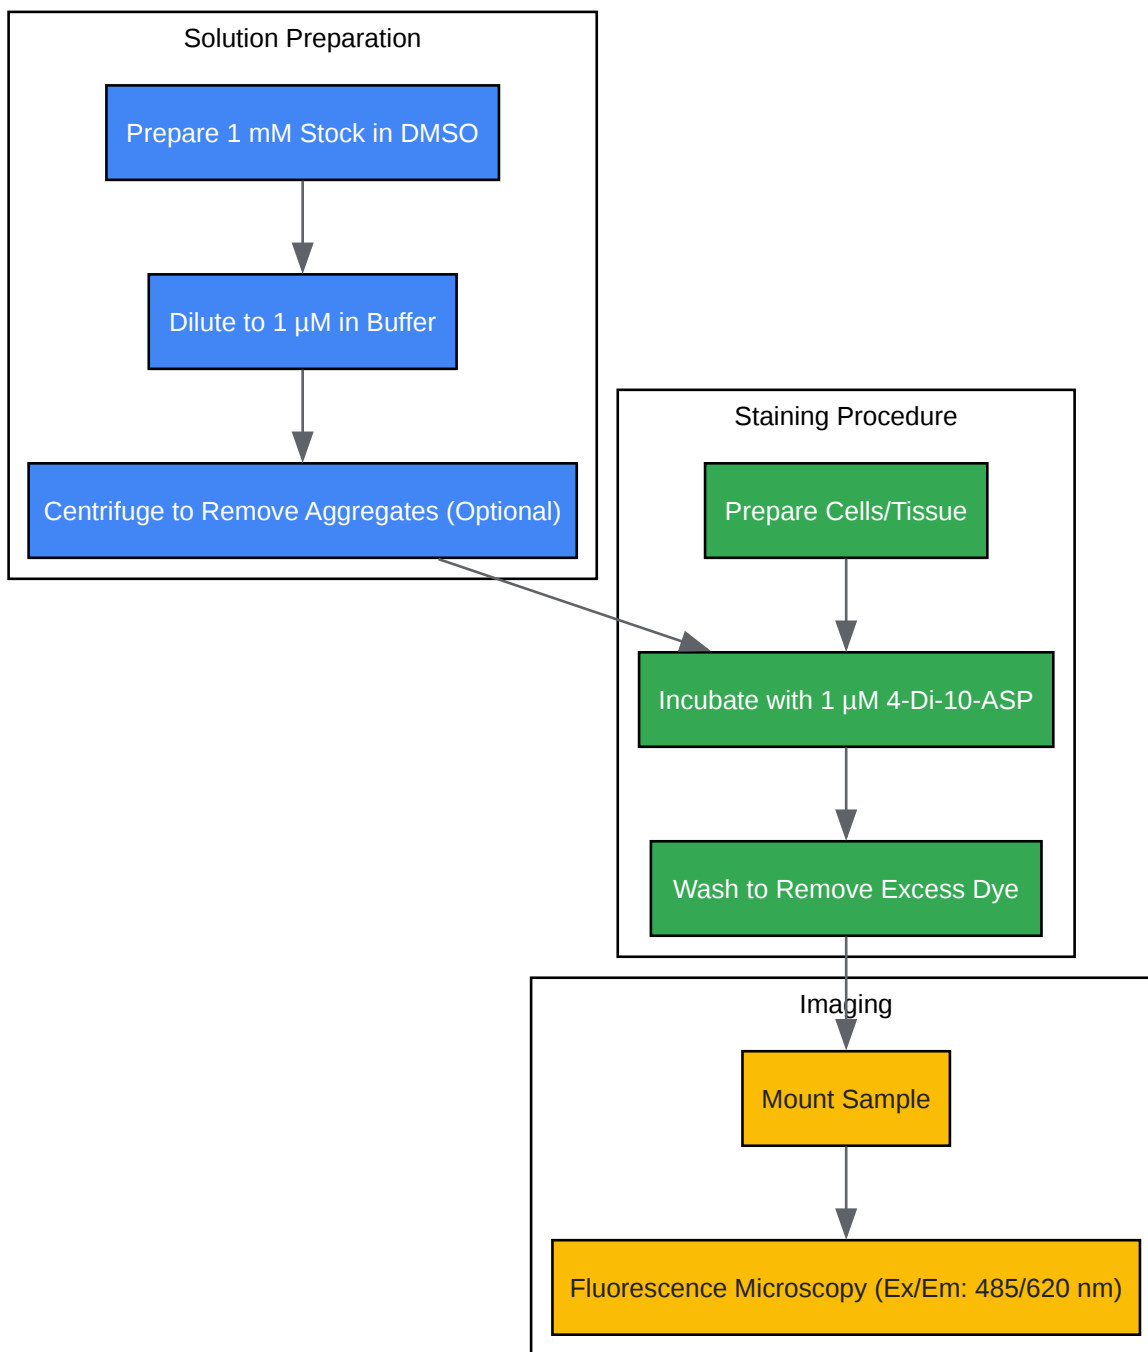 Solution Preparation
Prepare 1 mM Stock in DMSO
Dilute to 1 µM in Buffer
Centrifuge to Remove Aggregates (Optional)
Staining Procedure
Prepare Cells/Tissue
Incubate with 1 µM 4-Di-10-ASP
Wash to Remove Excess Dye
Imaging
Mount Sample
Fluorescence Microscopy (Ex/Em: 485/620 nm)